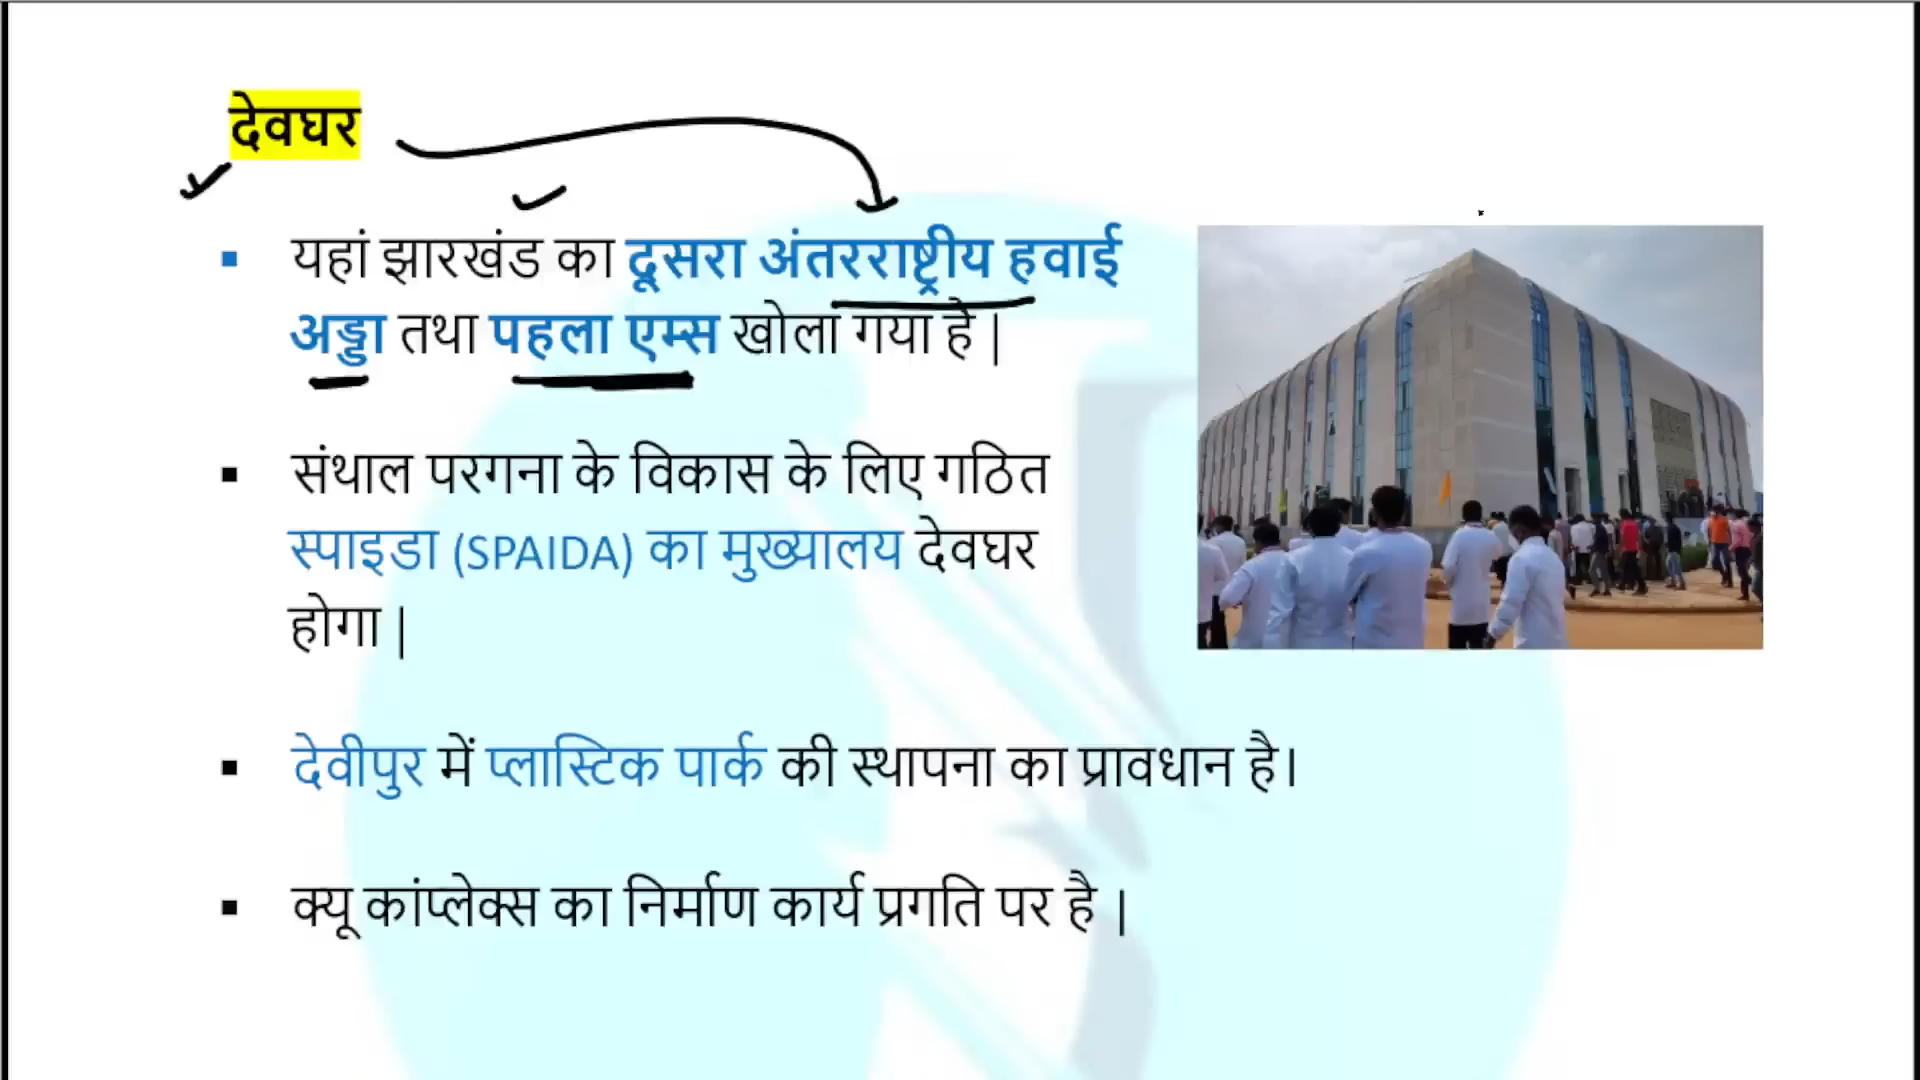 देवघर
यहां झारखंड का दूसरा अंतरराष्ट्रीय हवाई
अड्डा तथा पहला एम्स खोला गया है |
संथाल परगना के विकास के लिए गठित
स्पाइडा (SPAIDA) का मुख्यालय देवघर
होगा |
देवीपुर में प्लास्टिक पार्क की स्थापना का प्रावधान है।
क्यू कांप्लेक्स का निर्माण कार्य प्रगति पर है |